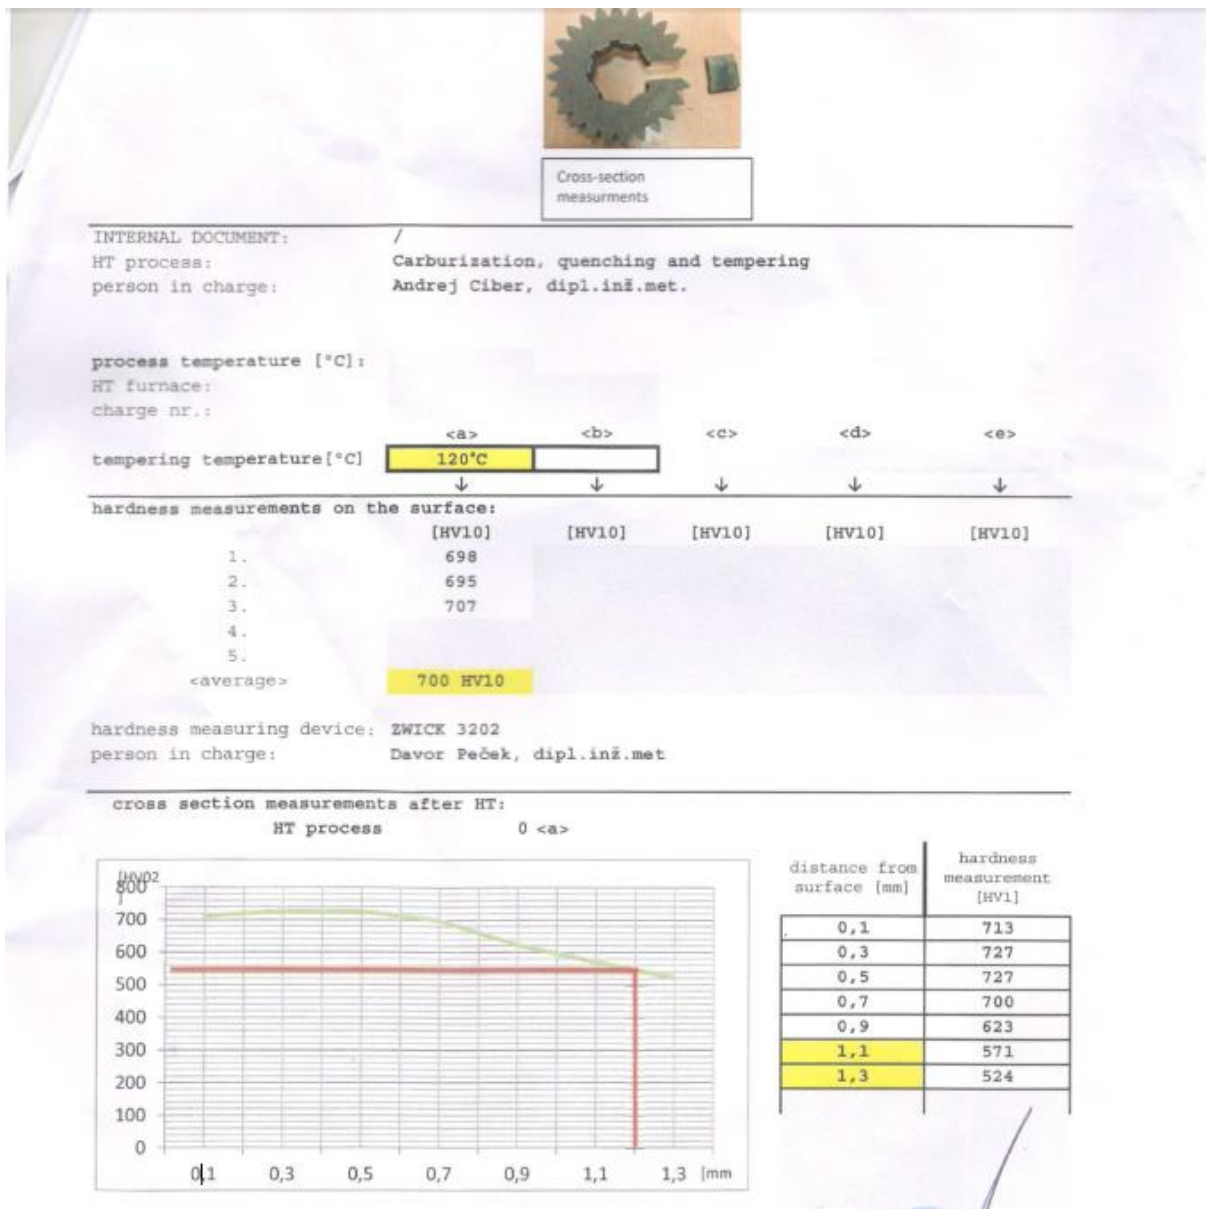 Cross-section
measurments
INTERNAL DOCUMENT: /
HT process: Carburization, quenching and tempering
person in charge: Andrej Ciber, dipl.inž.met.
process temperature [°C]:
HT furnace:
charge nr.:
<a> <b> <c> <d> <e>
tempering temperature[°C] 120°C
↓ ↓ ↓ ↓ ↓
hardness measurements on the surface:
[HV10] [HV10] [HV10] [HV10] [HV10]
1. 698
2. 695
3. 707
4.
5.
<average> 700 HV10
hardness measuring device: ZWICK 3202
person in charge: Davor Peček, dipl.inž.met
cross section measurements after HT:
HT process 0 <a>
[HV02
]
800
700
600
500
400
300
200
100
0
0,1 0,3 0,5 0,7 0,9 1,1 1,3 [mm
distance from surface [mm] hardness measurement [HV1]
0,1 713
0,3 727
0,5 727
0,7 700
0,9 623
1,1 571
1,3 524